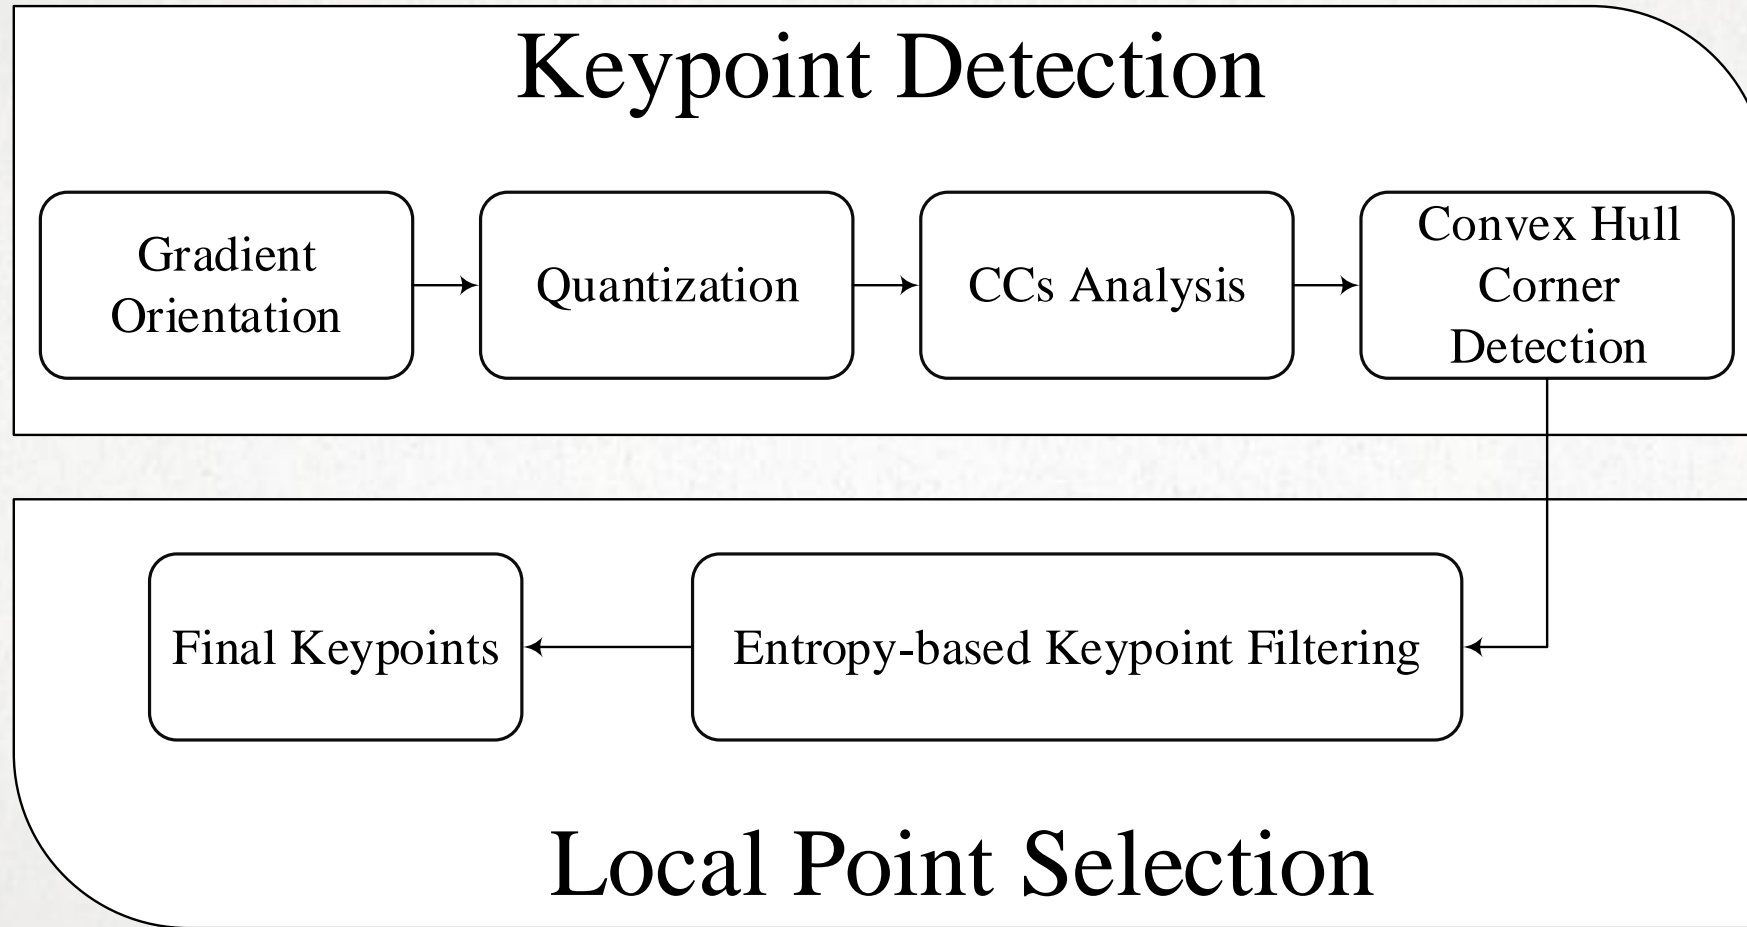 Keypoint Detection
Gradient
Orientation
Quantization
CCs Analysis
Convex Hull
Corner
Detection
Final Keypoints
Entropy-based Keypoint Filtering
Local Point Selection